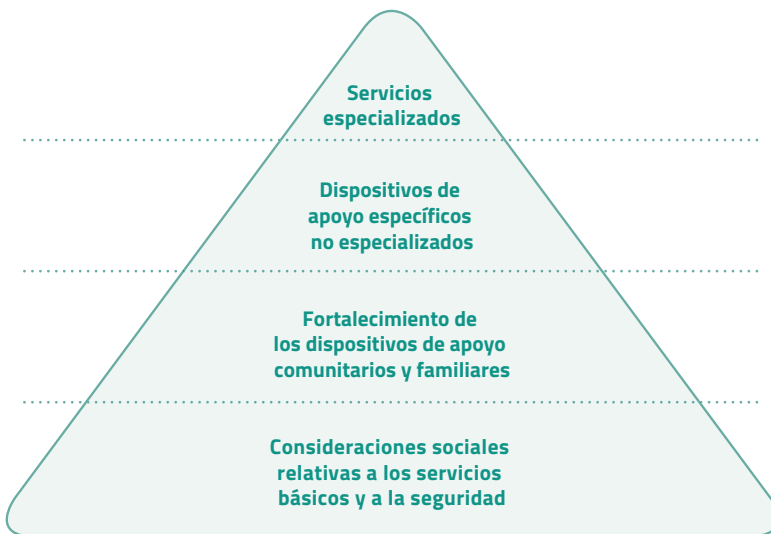 Servicios
especializados
Dispositivos de
apoyo específicos
no especializados
Fortalecimiento de
los dispositivos de apoyo
comunitarios y familiares
Consideraciones sociales
relativas a los servicios
básicos y a la seguridad